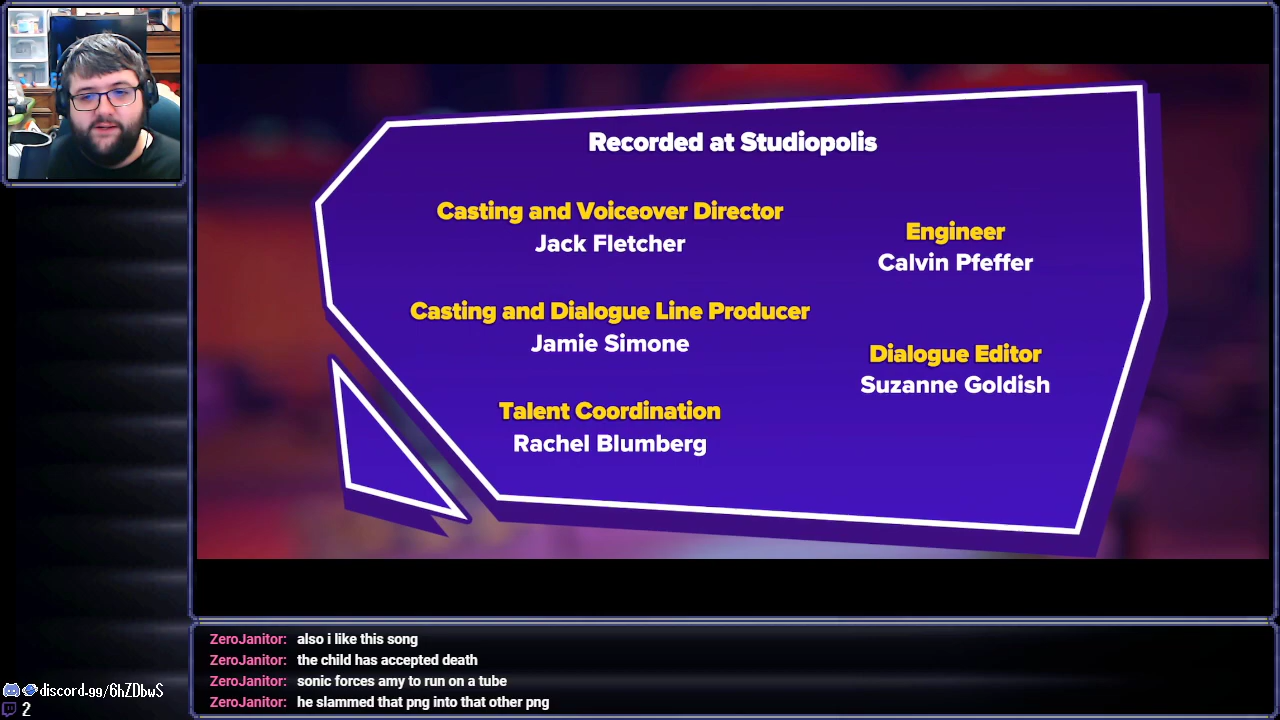 Recorded at Studiopolis
Casting and Voiceover Director
Jack Fletcher
Casting and Dialogue Line Producer
Jamie Simone
Talent Coordination
Rachel Blumberg
Engineer
Calvin Pfeffer
Dialogue Editor
Suzanne Goldish
ZeroJanitor: also i like this song
ZeroJanitor: the child has accepted death
ZeroJanitor: sonic forces amy to run on a tube
ZeroJanitor: he slammed that png into that other png
discord.gg/6hZDbwS
2